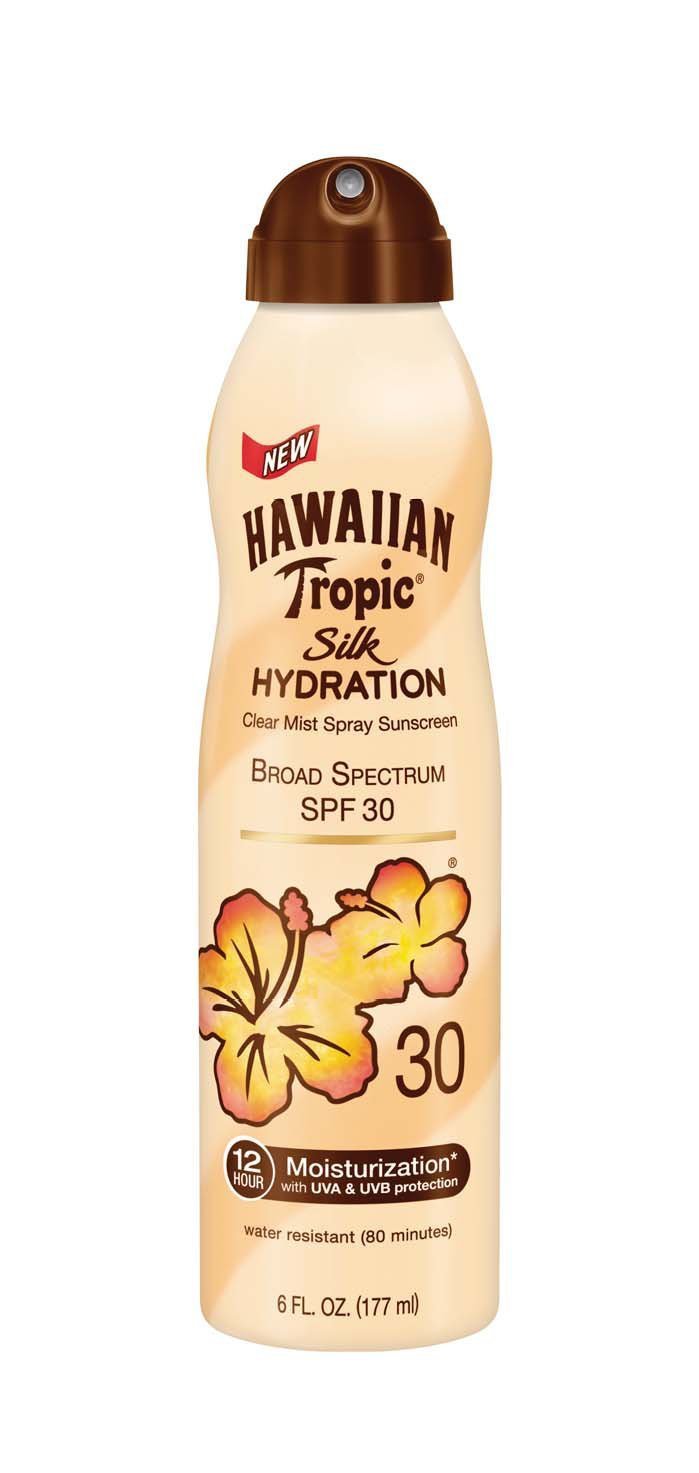 NEW
HAWAIIAN
Tropic®
Silk
HYDRATION
Clear Mist Spray Sunscreen
BROAD SPECTRUM
SPF 30
®
30
12
HOUR
Moisturization*
with UVA & UVB protection
water resistant (80 minutes)
6 FL. OZ. (177 ml)